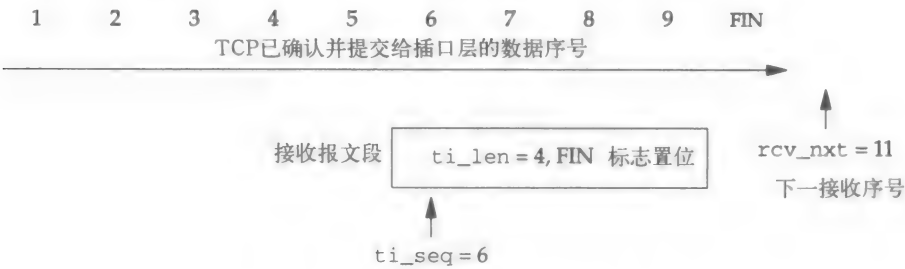 1 2 3 4 5 6 7 8 9 FIN
TCP已确认并提交给插口层的数据序号
接收报文段
ti_len = 4, FIN 标志置位
rcv_nxt = 11
下一接收序号
ti_seq = 6